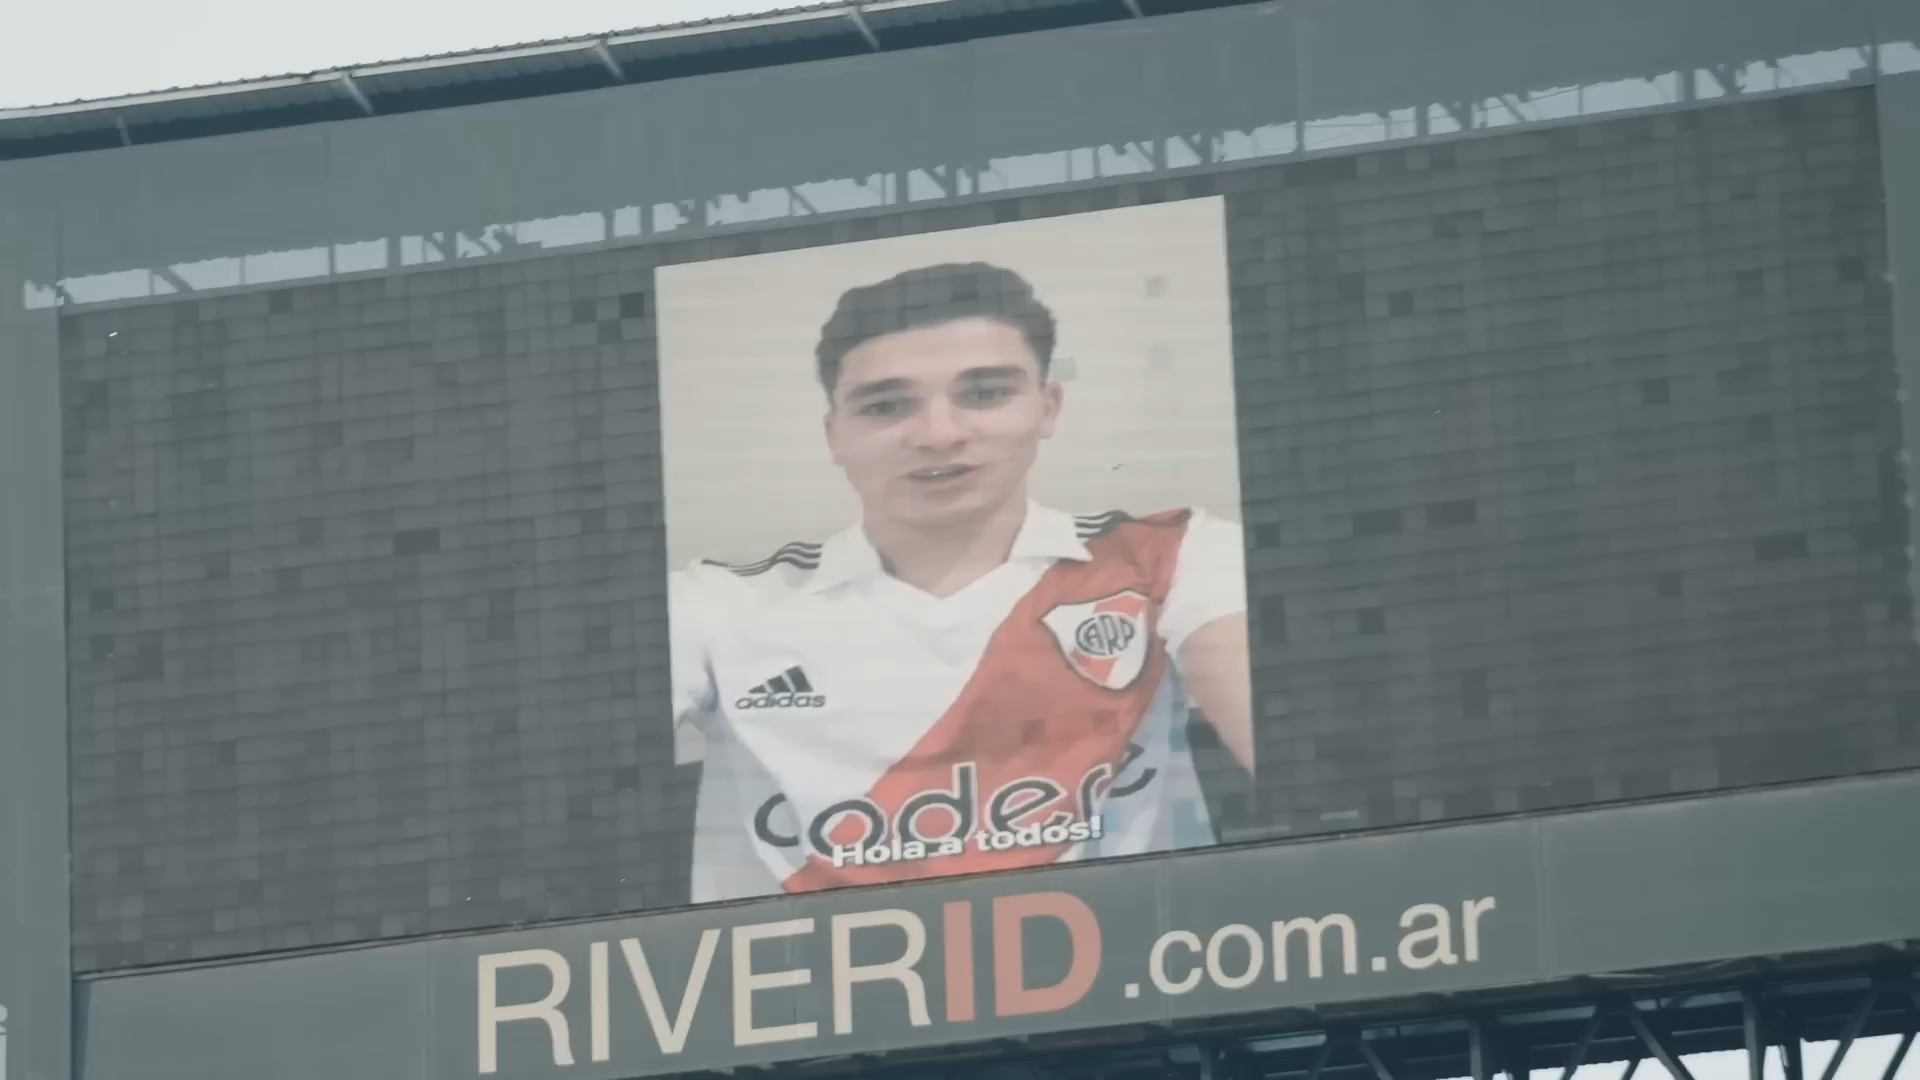 CARP
adidas
codere
Hola a todos!
RIVERID.com.ar